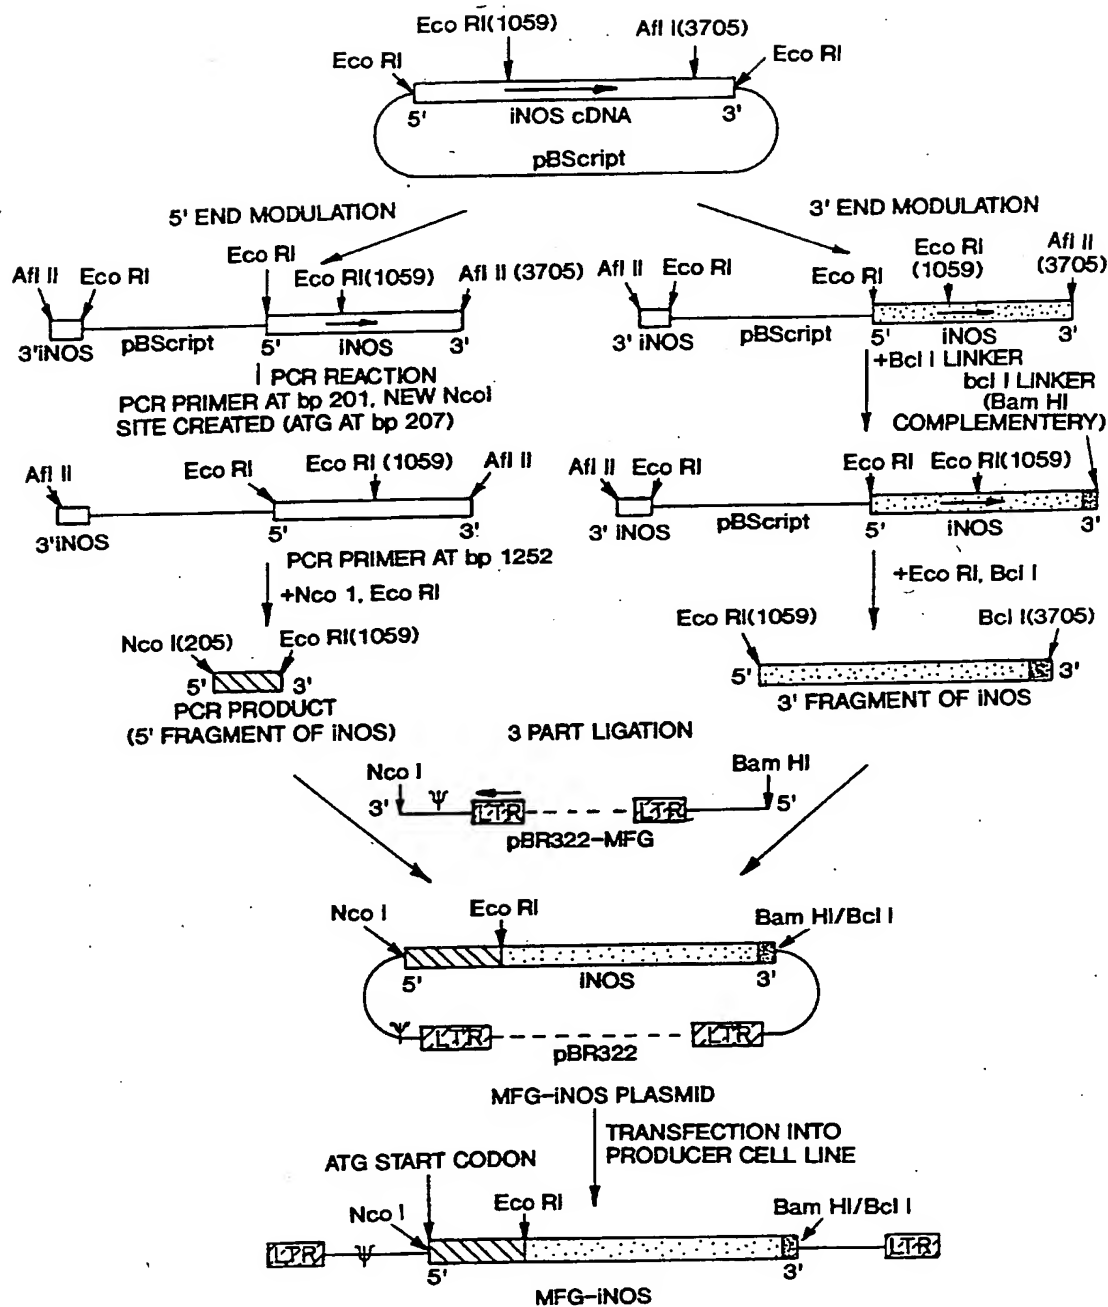 Eco RI(1059)
Afl I(3705)
Eco RI
Eco RI
5'
iNOS cDNA
3'
pBScript
5' END MODULATION
3' END MODULATION
Afl II
Eco RI
Eco RI
Eco RI(1059)
Afl II (3705)
3'iNOS
pBScript
5'
iNOS
3'
PCR REACTION
PCR PRIMER AT bp 201, NEW NcoI
SITE CREATED (ATG AT bp 207)
Afl II
Eco RI
Eco RI
Eco RI
(1059)
Afl II
(3705)
3' iNOS
pBScript
5'
iNOS
3'
+Bcl I LINKER
bcl I LINKER
(Bam HI
COMPLEMENTERY)
Afl II
Eco RI
Eco RI (1059)
Afl II
3'iNOS
5'
3'
PCR PRIMER AT bp 1252
+Nco 1, Eco RI
Afl II
Eco RI
Eco RI
Eco RI(1059)
3' iNOS
pBScript
5'
iNOS
3'
+Eco RI, Bcl I
Nco I(205)
Eco RI(1059)
5'
3'
PCR PRODUCT
(5' FRAGMENT OF iNOS)
Eco RI(1059)
Bcl I(3705)
5'
3'
3' FRAGMENT OF iNOS
3 PART LIGATION
Nco I
Bam HI
3'
Ψ
LTR
LTR
5'
pBR322-MFG
Nco I
Eco RI
Bam HI/Bcl I
5'
iNOS
3'
Ψ
LTR
LTR
pBR322
MFG-iNOS PLASMID
TRANSFECTION INTO
PRODUCER CELL LINE
ATG START CODON
Nco I
Eco RI
Bam HI/Bcl I
LTR
Ψ
5'
3'
LTR
MFG-iNOS